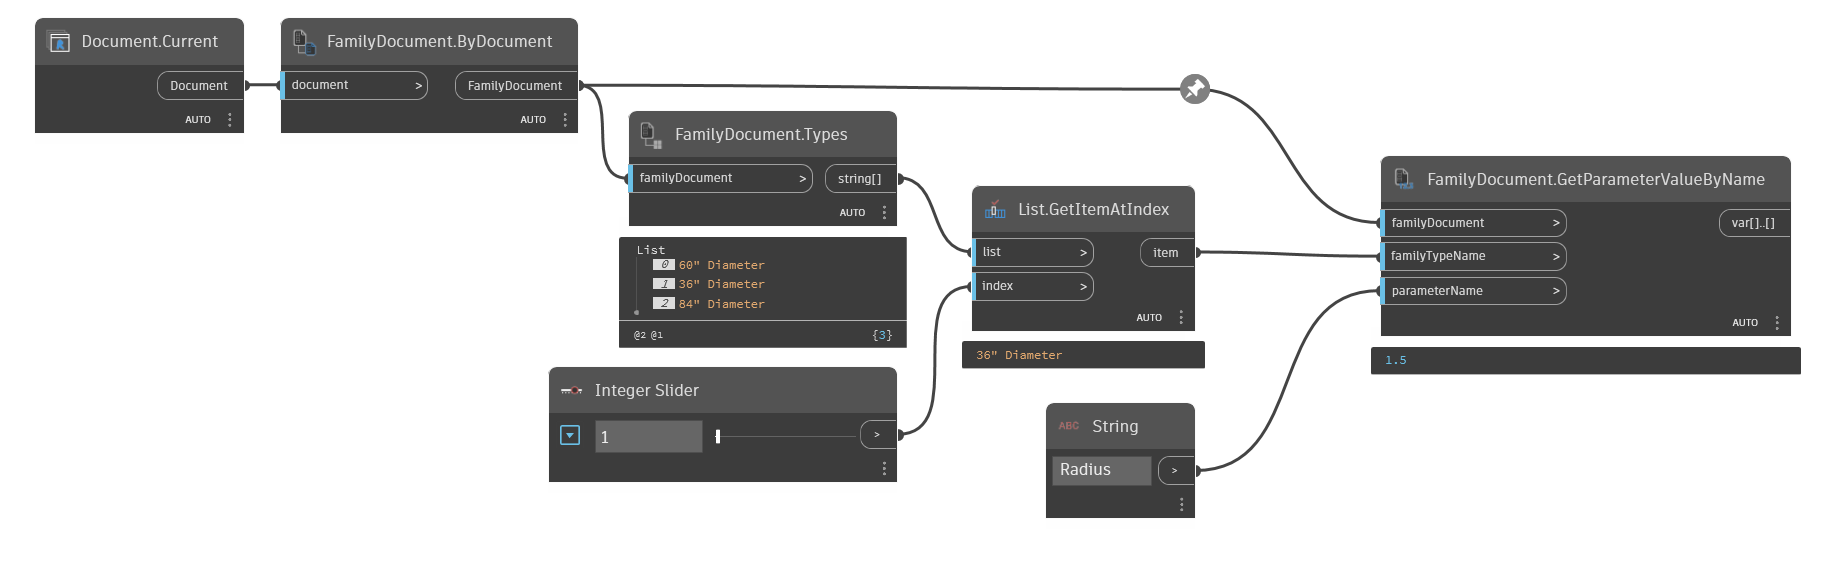 Document.Current
Document
AUTO
FamilyDocument.ByDocument
document >
FamilyDocument
AUTO
FamilyDocument.Types
familyDocument >
string[]
AUTO
List
0 60" Diameter
1 36" Diameter
2 84" Diameter
@2 @1 {3}
Integer Slider
1
>
List.GetItemAtIndex
list >
item
index >
AUTO
36" Diameter
ABC String
Radius >
FamilyDocument.GetParameterValueByName
familyDocument >
var[]..[]
familyTypeName >
parameterName >
AUTO
1.5